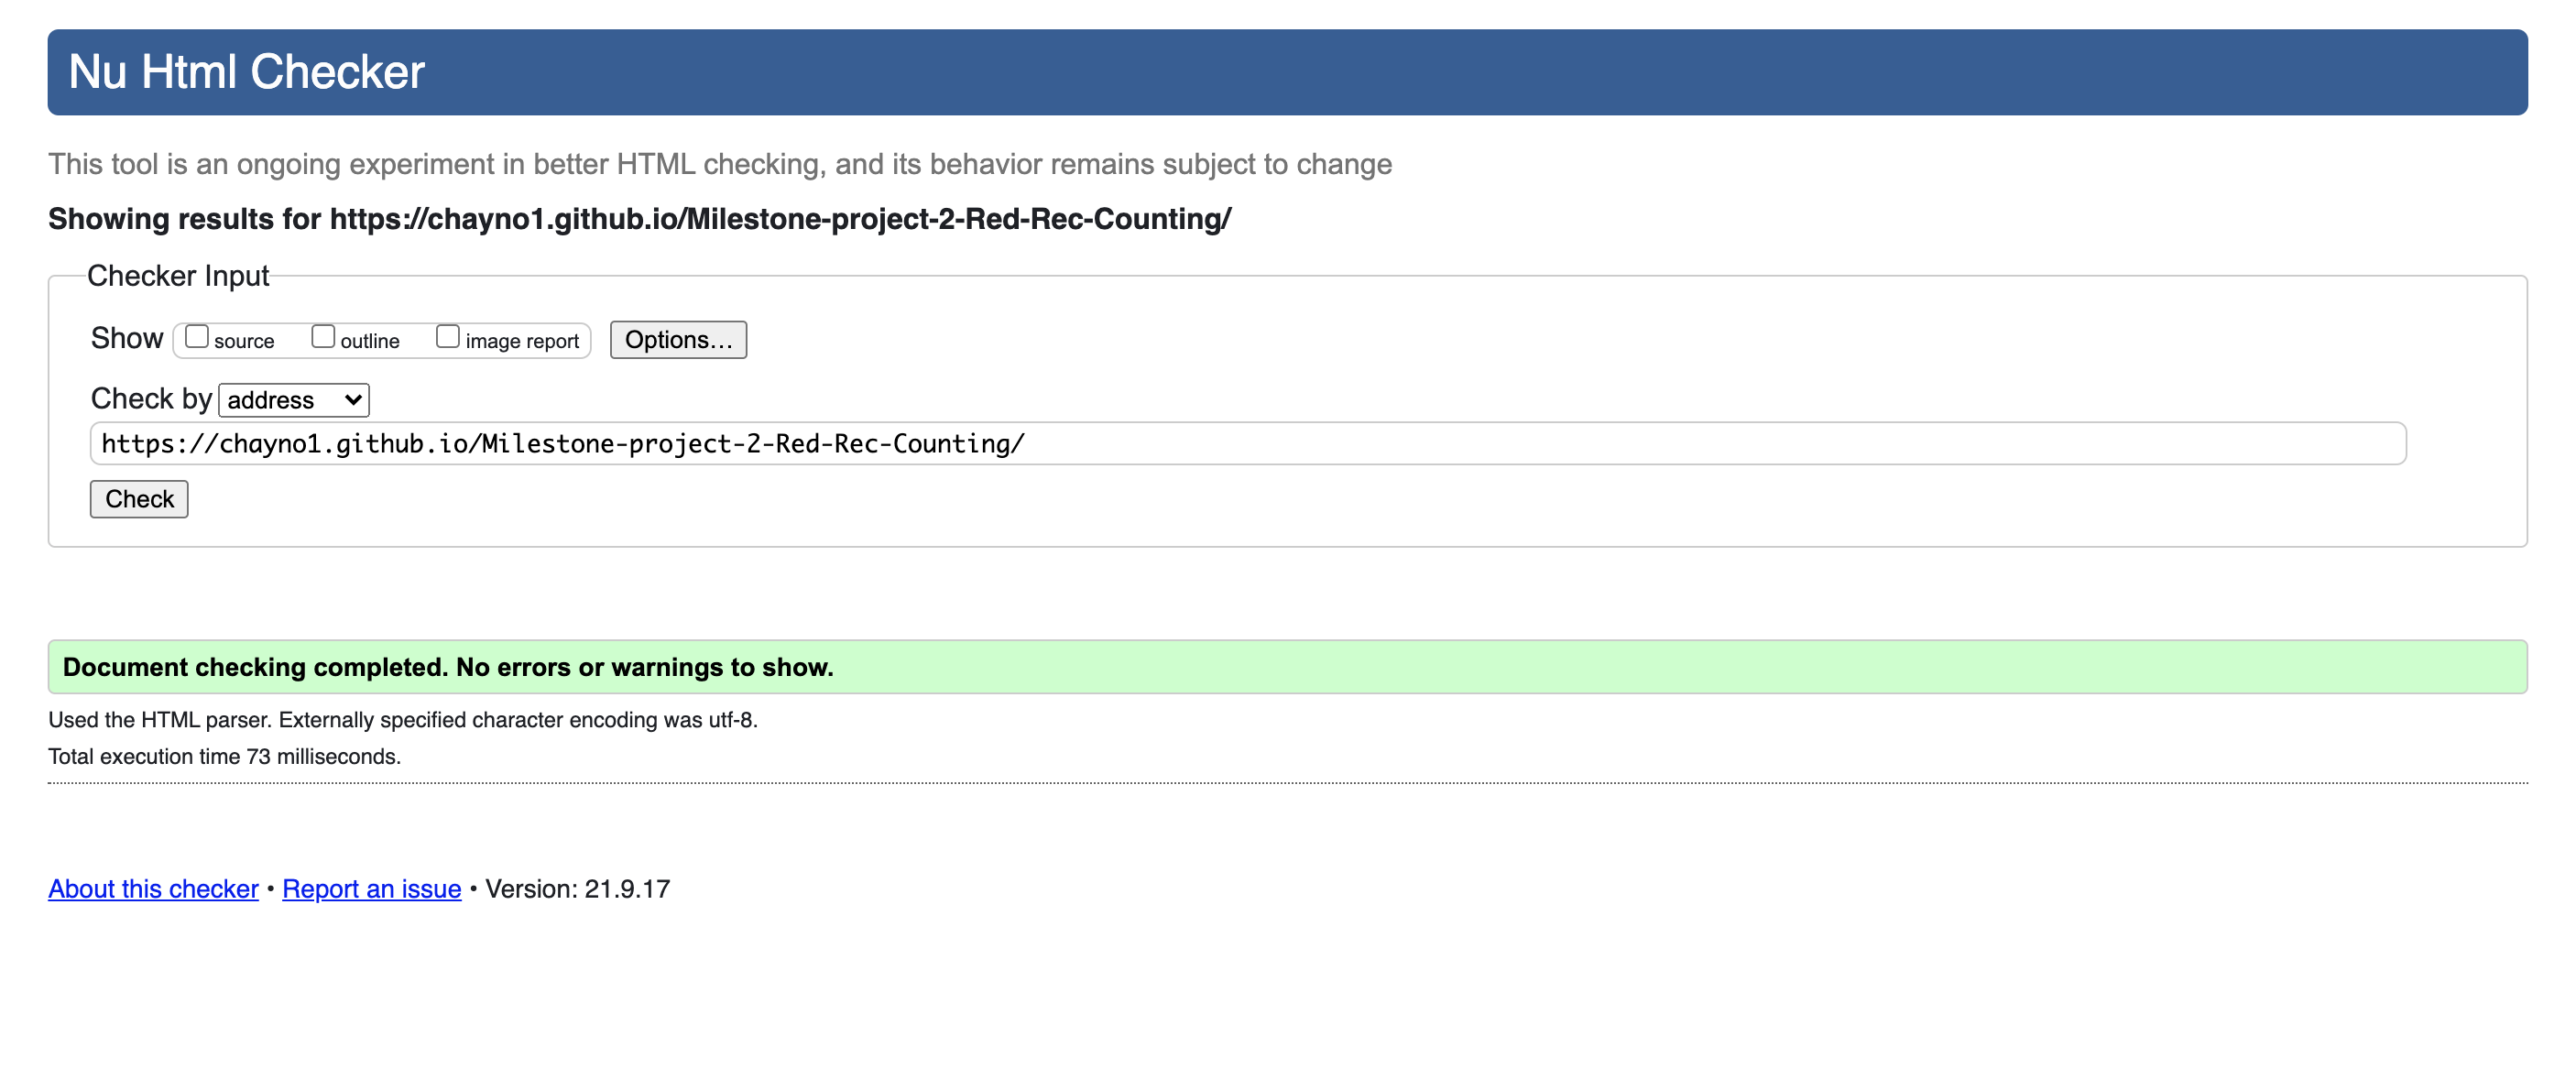 Nu Html Checker
This tool is an ongoing experiment in better HTML checking, and its behavior remains subject to change
Showing results for https://chayno1.github.io/Milestone-project-2-Red-Rec-Counting/
Checker Input
Show source outline image report Options...
Check by address
https://chayno1.github.io/Milestone-project-2-Red-Rec-Counting/
Check
Document checking completed. No errors or warnings to show.
Used the HTML parser. Externally specified character encoding was utf-8.
Total execution time 73 milliseconds.
About this checker • Report an issue • Version: 21.9.17